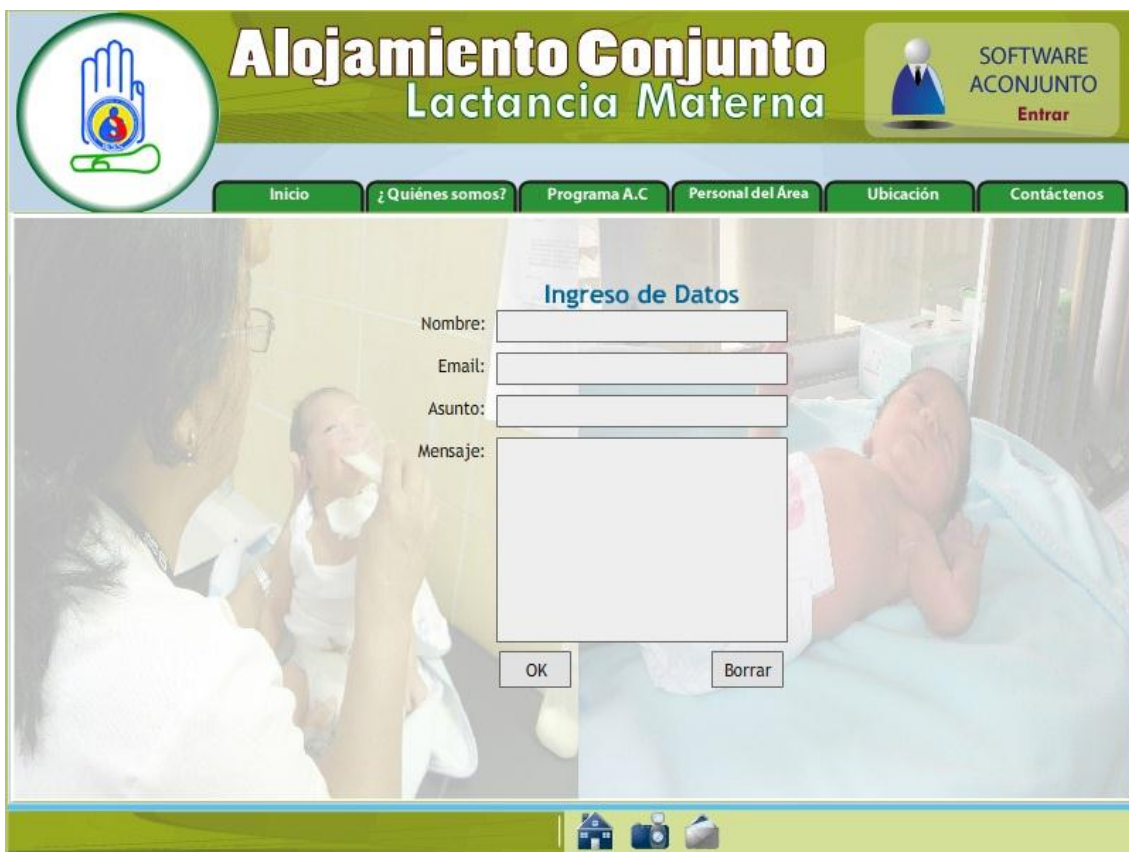 Alojamiento Conjunto
Lactancia Materna
SOFTWARE
ACONJUNTO
Entrar
Inicio
¿Quiénes somos?
Programa A.C
Personal del Área
Ubicación
Contáctenos
Ingreso de Datos
Nombre:
Email:
Asunto:
Mensaje:
OK
Borrar